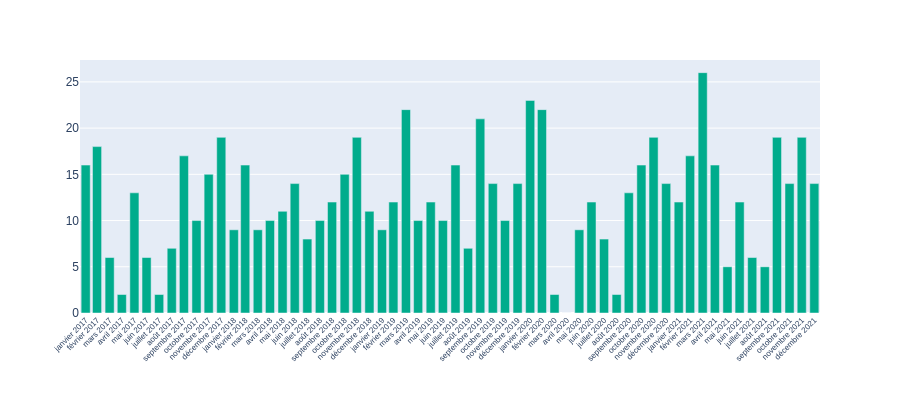 25
20
15
10
5
0
janvier 2017
février 2017
mars 2017
avril 2017
mai 2017
juin 2017
juillet 2017
août 2017
septembre 2017
octobre 2017
novembre 2017
décembre 2017
janvier 2018
février 2018
mars 2018
avril 2018
mai 2018
juin 2018
juillet 2018
août 2018
septembre 2018
octobre 2018
novembre 2018
décembre 2018
janvier 2019
février 2019
mars 2019
avril 2019
mai 2019
juin 2019
juillet 2019
août 2019
septembre 2019
octobre 2019
novembre 2019
décembre 2019
janvier 2020
février 2020
mars 2020
avril 2020
mai 2020
juin 2020
juillet 2020
août 2020
septembre 2020
octobre 2020
novembre 2020
décembre 2020
janvier 2021
février 2021
mars 2021
avril 2021
mai 2021
juin 2021
juillet 2021
août 2021
septembre 2021
octobre 2021
novembre 2021
décembre 2021